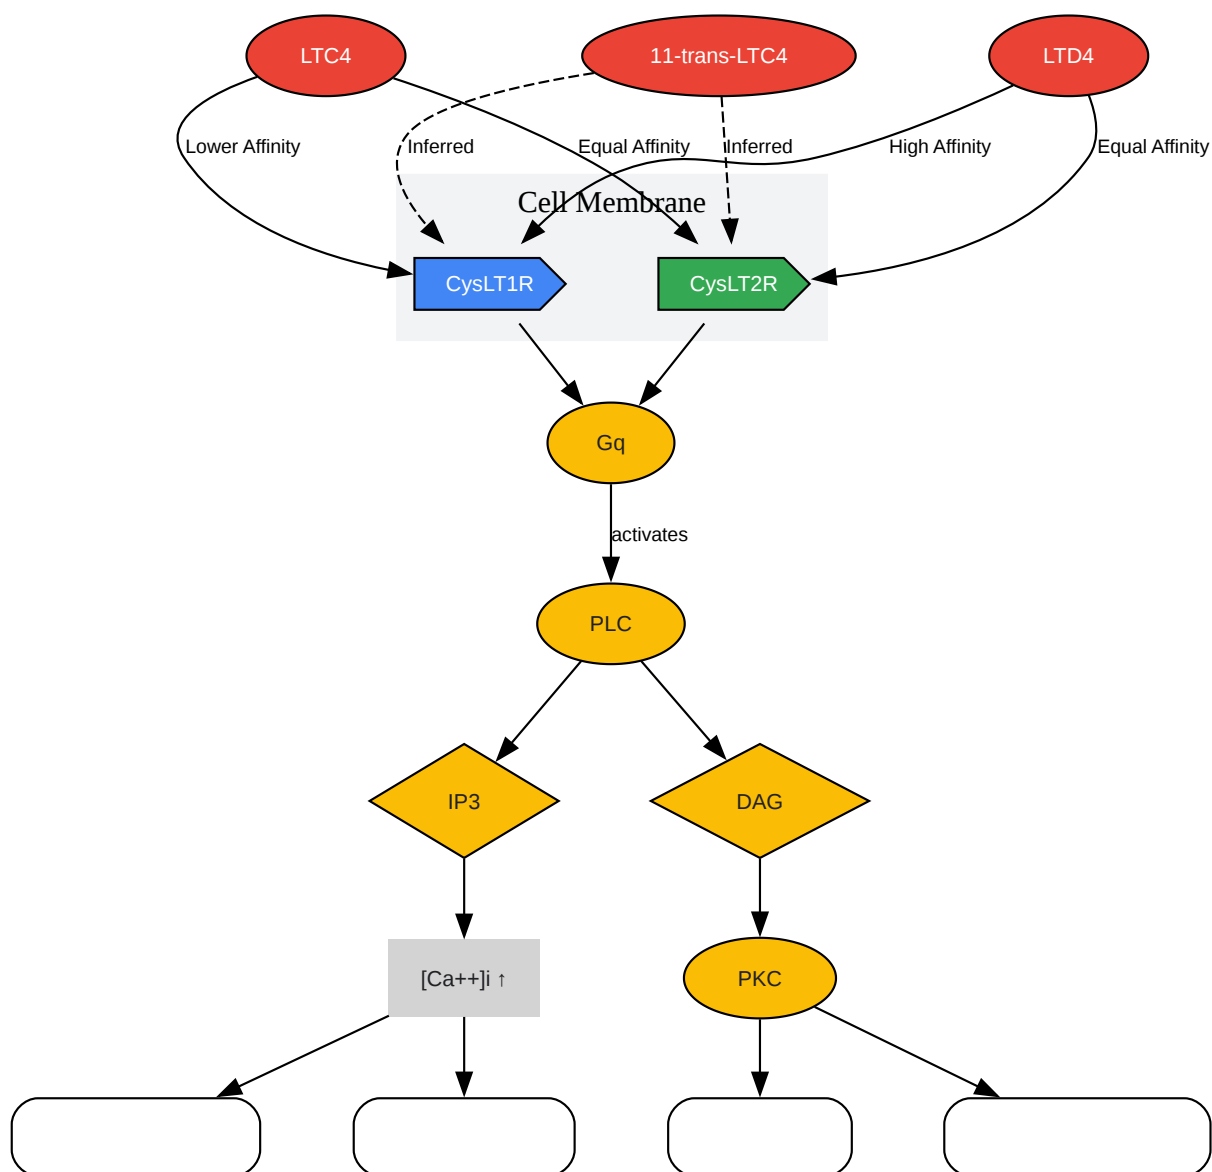 LTC4
11-trans-LTC4
LTD4
Lower Affinity
Inferred
Equal Affinity
Inferred
High Affinity
Equal Affinity
Cell Membrane
CysLT1R
CysLT2R
Gq
activates
PLC
IP3
DAG
[Ca++]i ↑
PKC